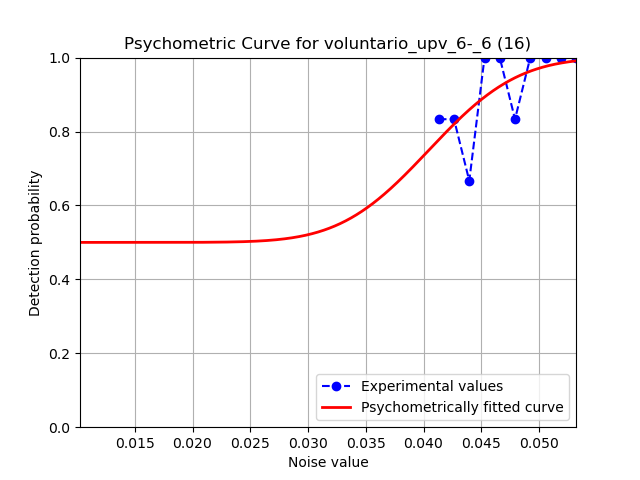 Psychometric Curve for voluntario_upv_6-_6 (16)
1.0
0.8
0.6
0.4
0.2
0.0
Detection probability
0.015 0.020 0.025 0.030 0.035 0.040 0.045 0.050
Noise value
Experimental values
Psychometrically fitted curve